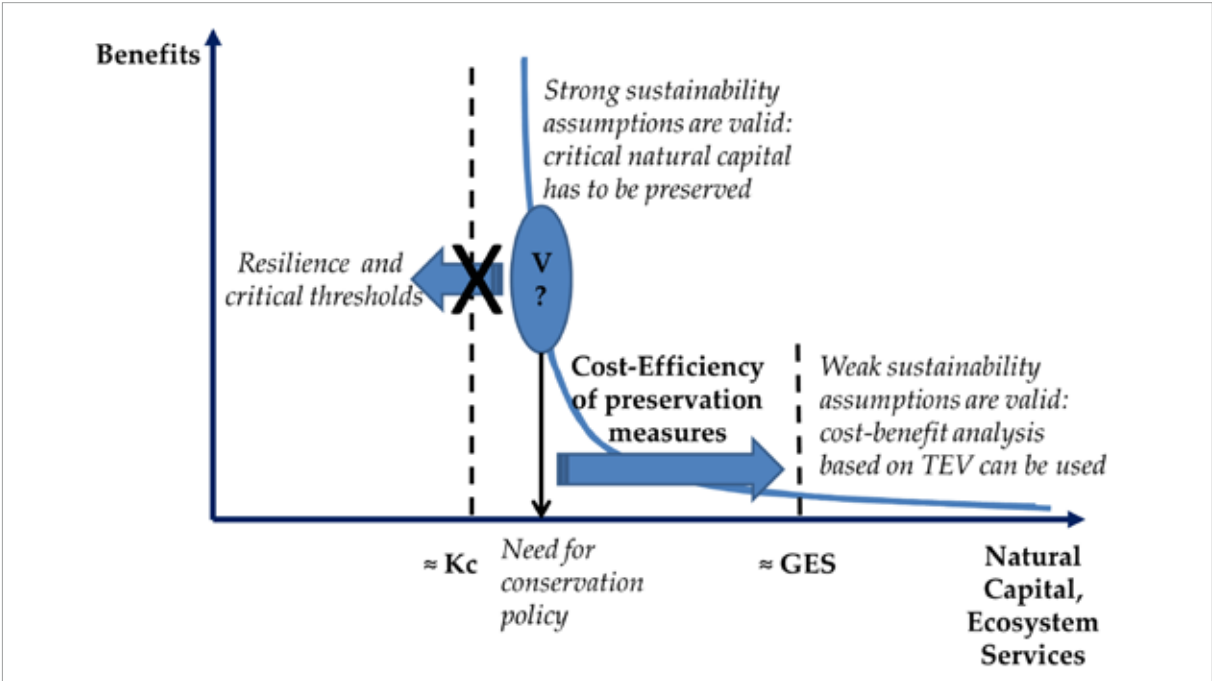 Benefits
Strong sustainability
assumptions are valid:
critical natural capital
has to be preserved
Resilience and
critical thresholds
V
?
Cost-Efficiency
of preservation
measures
Weak sustainability
assumptions are valid:
cost-benefit analysis
based on TEV can be used
≈ Kc
Need for
conservation
policy
≈ GES
Natural
Capital,
Ecosystem
Services